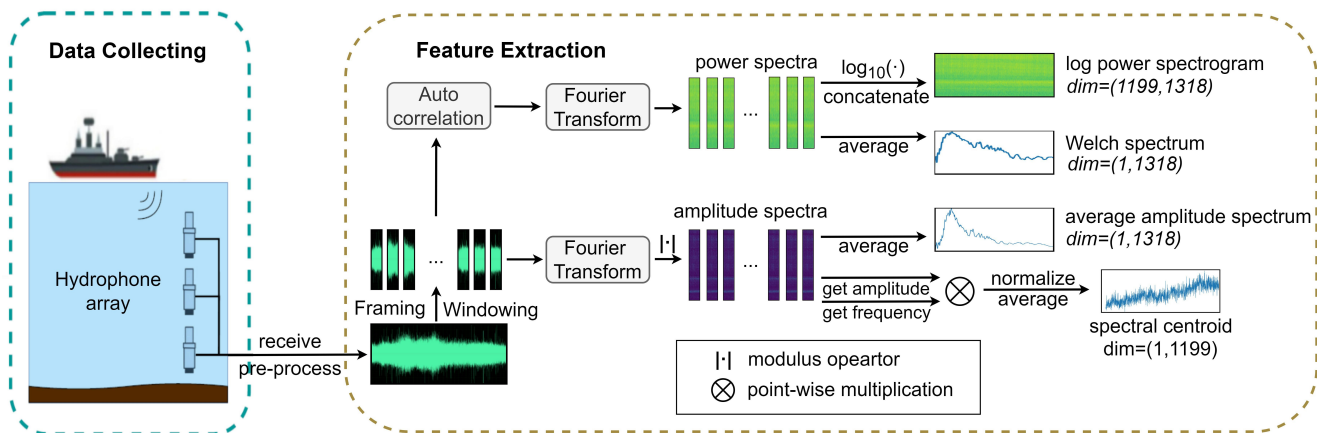 Data Collecting
Hydrophone
array
receive
pre-process
Feature Extraction
Auto
correlation
Fourier
Transform
power spectra
...
log10(·)
concatenate
average
log power spectrogram
dim=(1199,1318)
Welch spectrum
dim=(1,1318)
...
Framing
Windowing
Fourier
Transform
|·|
amplitude spectra
...
average
get amplitude
get frequency
average amplitude spectrum
dim=(1,1318)
normalize
average
spectral centroid
dim=(1,1199)
|·| modulus opeartor
⊗ point-wise multiplication